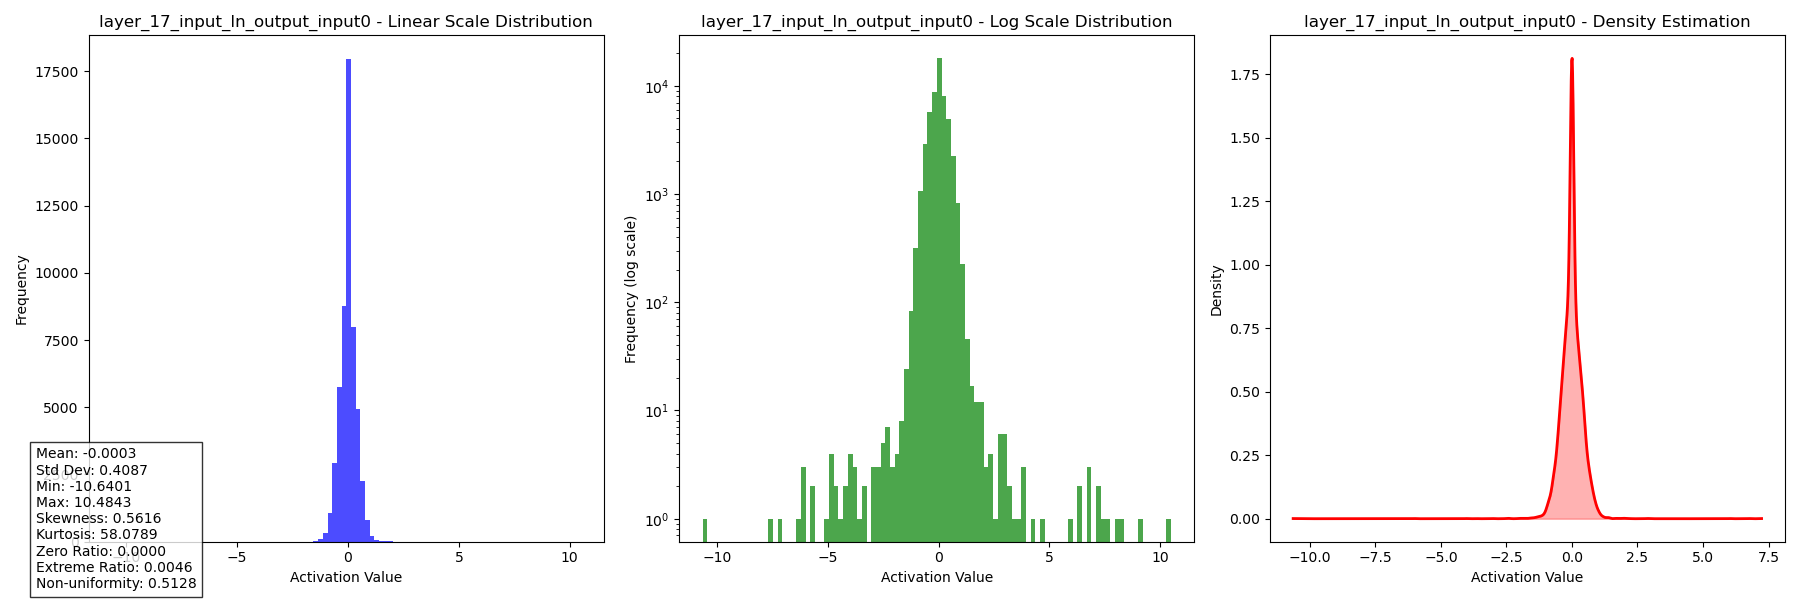 layer_17_input_ln_output_input0 - Linear Scale Distribution
17500
15000
12500
10000
7500
5000
2500
0
Frequency
−10
−5
0
5
10
Activation Value
Mean: -0.0003
Std Dev: 0.4087
Min: -10.6401
Max: 10.4843
Skewness: 0.5616
Kurtosis: 58.0789
Zero Ratio: 0.0000
Extreme Ratio: 0.0046
Non-uniformity: 0.5128
layer_17_input_ln_output_input0 - Log Scale Distribution
10^4
10^3
10^2
10^1
10^0
Frequency (log scale)
−10
−5
0
5
10
Activation Value
layer_17_input_ln_output_input0 - Density Estimation
1.75
1.50
1.25
1.00
0.75
0.50
0.25
0.00
Density
−10.0
−7.5
−5.0
−2.5
0.0
2.5
5.0
7.5
Activation Value